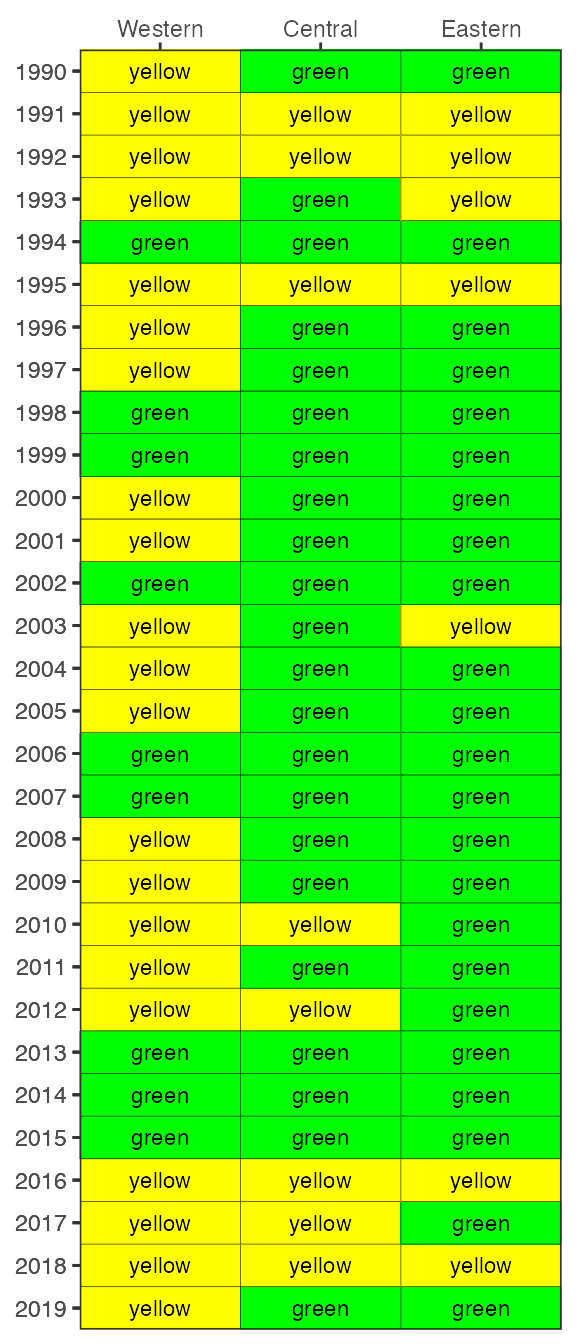 Western Central Eastern
1990 yellow green green
1991 yellow yellow yellow
1992 yellow yellow yellow
1993 yellow green yellow
1994 green green green
1995 yellow yellow yellow
1996 yellow green green
1997 yellow green green
1998 green green green
1999 green green green
2000 yellow green green
2001 yellow green green
2002 green green green
2003 yellow green yellow
2004 yellow green green
2005 yellow green green
2006 green green green
2007 green green green
2008 yellow green green
2009 yellow green green
2010 yellow yellow green
2011 yellow green green
2012 yellow yellow green
2013 green green green
2014 green green green
2015 green green green
2016 yellow yellow yellow
2017 yellow yellow green
2018 yellow yellow yellow
2019 yellow green green